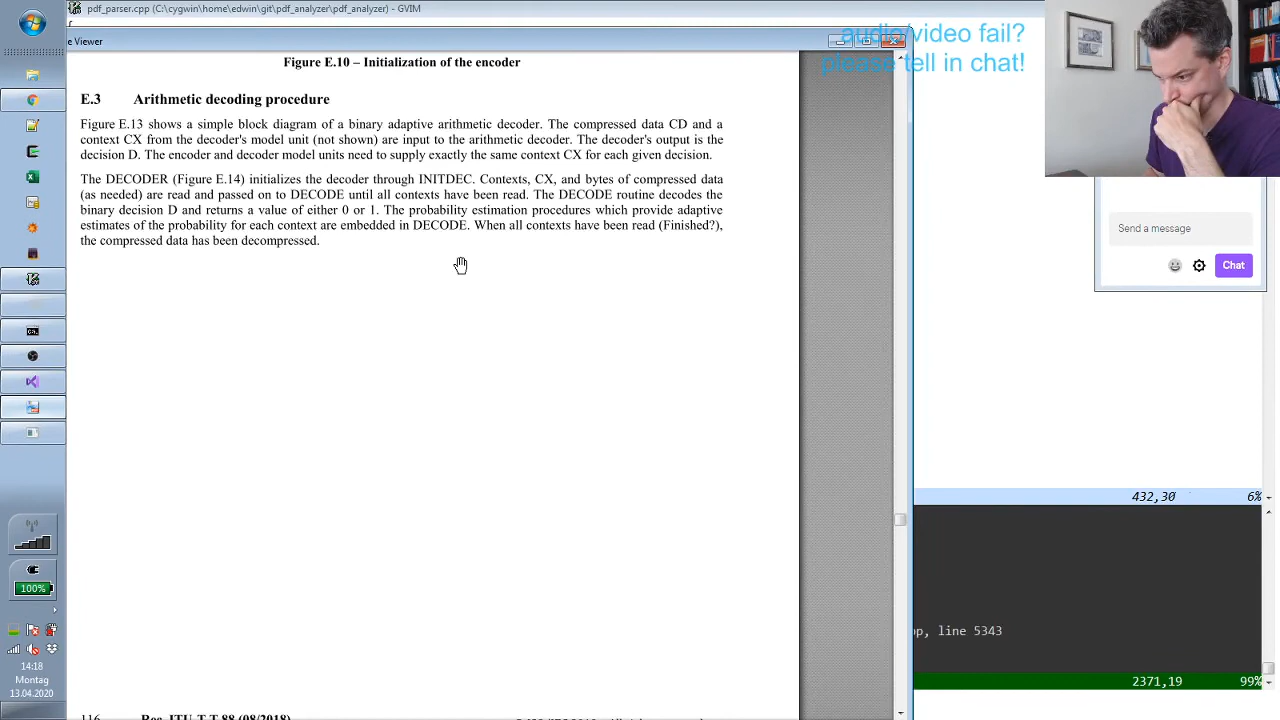 pdf_parser.cpp (C:\cygwin\home\edwin\git\pdf_analyzer\pdf_analyzer) - GVIM
e Viewer
audio/video fail?
please tell in chat!
Figure E.10 – Initialization of the encoder
E.3 Arithmetic decoding procedure
Figure E.13 shows a simple block diagram of a binary adaptive arithmetic decoder. The compressed data CD and a
context CX from the decoder's model unit (not shown) are input to the arithmetic decoder. The decoder's output is the
decision D. The encoder and decoder model units need to supply exactly the same context CX for each given decision.
The DECODER (Figure E.14) initializes the decoder through INITDEC. Contexts, CX, and bytes of compressed data
(as needed) are read and passed on to DECODE until all contexts have been read. The DECODE routine decodes the
binary decision D and returns a value of either 0 or 1. The probability estimation procedures which provide adaptive
estimates of the probability for each context are embedded in DECODE. When all contexts have been read (Finished?),
the compressed data has been decompressed.
Send a message
Chat
432,30 6%
pp, line 5343
2371,19 99%
100%
14:18
Montag
13.04.2020
116 Rec. ITU-T T.88 (08/2018)